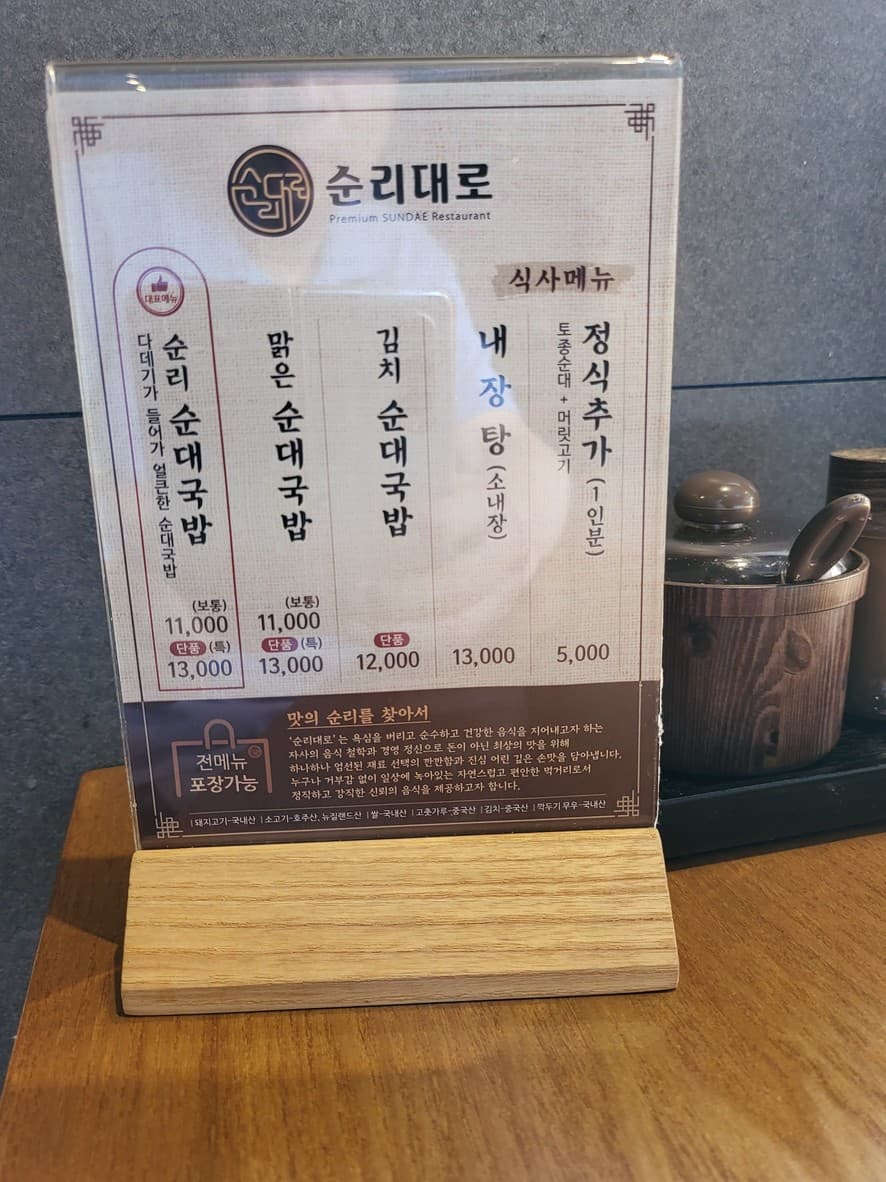 순대로
순리대로
Premium SUNDAE Restaurant
식사메뉴
대표메뉴
순리 순대국밥
다데기가 들어가 얼큰한 순대국밥
(보통)
11,000
단품 (특)
13,000
맑은 순대국밥
(보통)
11,000
단품 (특)
13,000
김치 순대국밥
단품
12,000
내장탕 (소내장)
13,000
정식추가 (1인분)
토종순대 + 머릿고기
5,000
전메뉴
포장가능
맛의 순리를 찾아서
'순리대로' 는 욕심을 버리고 순수하고 건강한 음식을 지어내고자 하는
자사의 음식 철학과 경영 정신으로 돈이 아닌 최상의 맛을 위해
하나하나 엄선된 재료 선택의 깐깐함과 진심 어린 깊은 손맛을 담아냅니다.
누구나 거부감 없이 일상에 녹아있는 자연스럽고 편안한 먹거리로서
정직하고 강직한 신뢰의 음식을 제공하고자 합니다.
| 돼지고기-국내산 | 소고기-호주산, 뉴질랜드산 | 쌀-국내산 | 고춧가루-중국산 | 김치-중국산 | 깍두기 무우-국내산